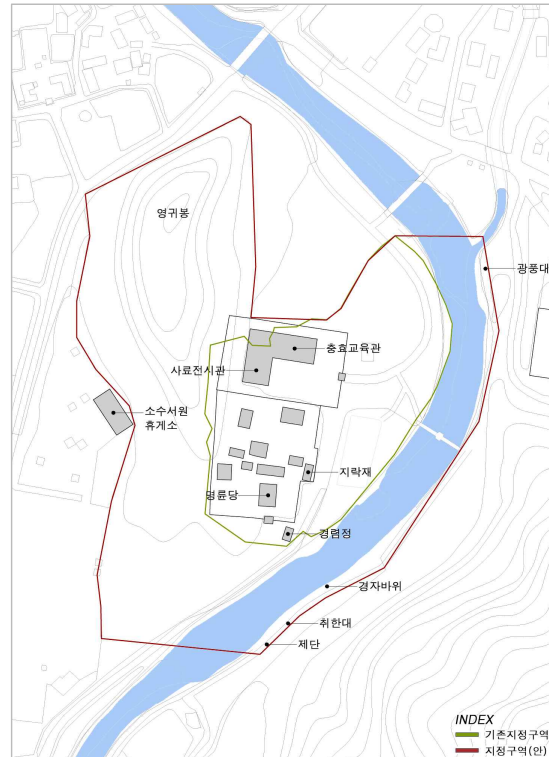 영귀봉
광풍대
충효교육관
사료전시관
소수서원
휴게소
지락재
명륜당
경렴정
경자바위
취한대
제단
INDEX
기존지정구역
지정구역(안)